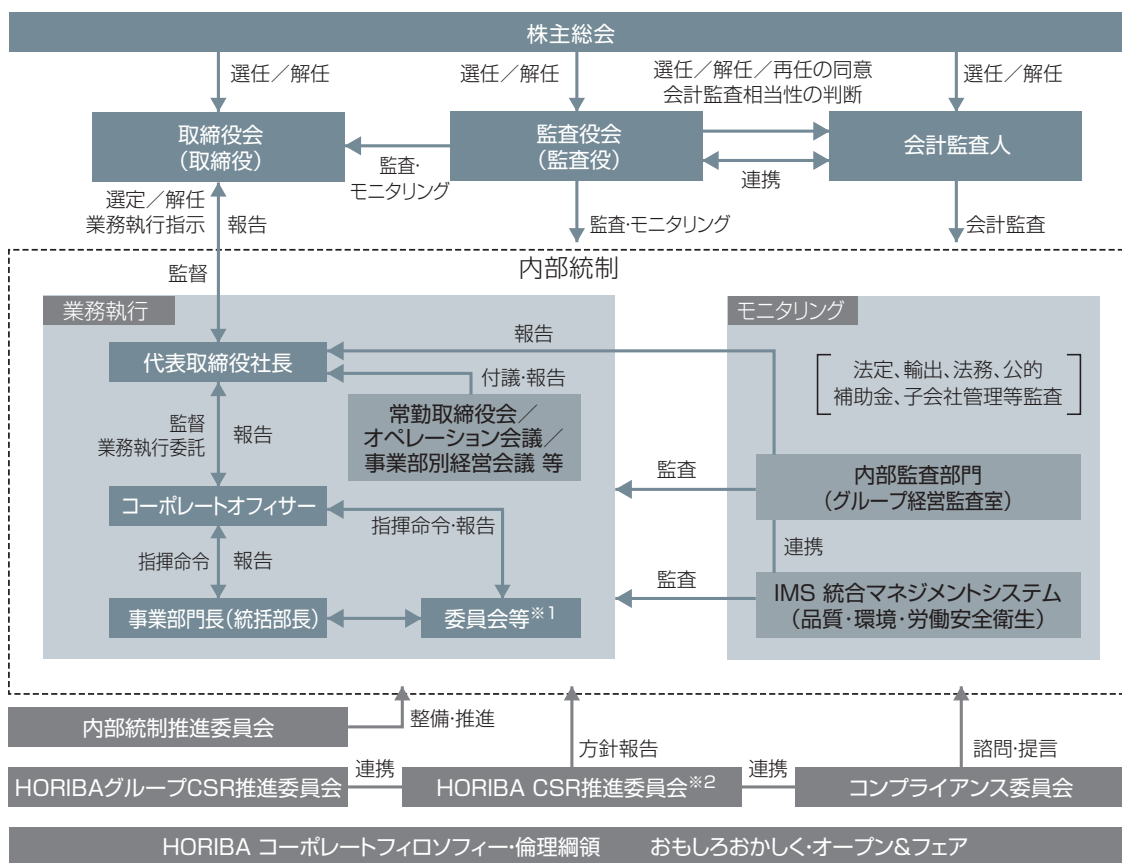 株主総会
選任／解任
選任／解任
選任／解任／再任の同意
会計監査相当性の判断
選任／解任
取締役会
（取締役）
監査・
モニタリング
監査役会
（監査役）
連携
会計監査人
選定／解任
業務執行指示
報告
監査・モニタリング
会計監査
監督
内部統制
業務執行
代表取締役社長
報告
付議・報告
常勤取締役会／
オペレーション会議／
事業部別経営会議 等
監督
業務執行委託
報告
コーポレートオフィサー
指揮命令・報告
指揮命令
報告
事業部門長（統括部長）
委員会等※1
モニタリング
法定、輸出、法務、公的
補助金、子会社管理等監査
監査
内部監査部門
（グループ経営監査室）
連携
監査
IMS 統合マネジメントシステム
（品質・環境・労働安全衛生）
内部統制推進委員会
整備・推進
方針報告
諮問・提言
HORIBAグループCSR推進委員会
連携
HORIBA CSR推進委員会※2
連携
コンプライアンス委員会
HORIBA コーポレートフィロソフィー・倫理綱領　おもしろおかしく・オープン&フェア